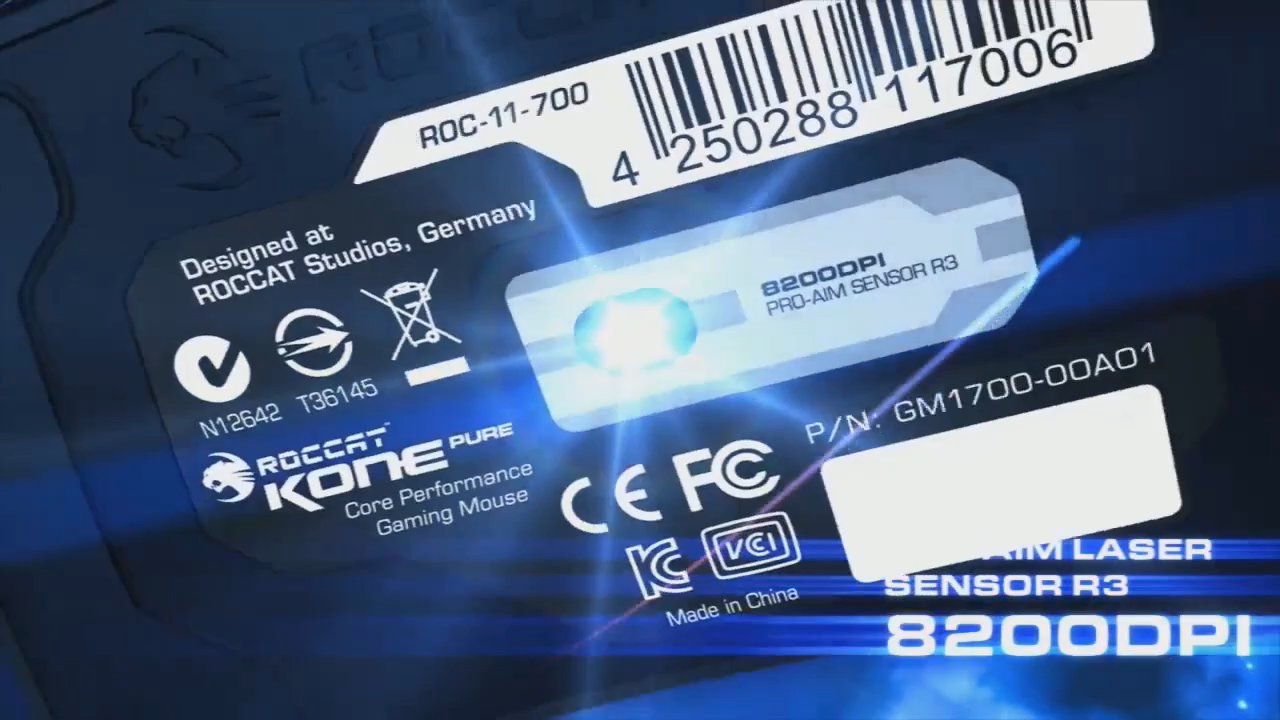 ROCCAT
ROC-11-700
4 250288 117006
Designed at
ROCCAT Studios, Germany
8200DPI
PRO-AIM SENSOR R3
N12642 T36145
P/N: GM1700-00A01
ROCCAT
KONE PURE
Core Performance
Gaming Mouse
CE FC
KC VCI
Made in China
AIM LASER
SENSOR R3
8200DPI